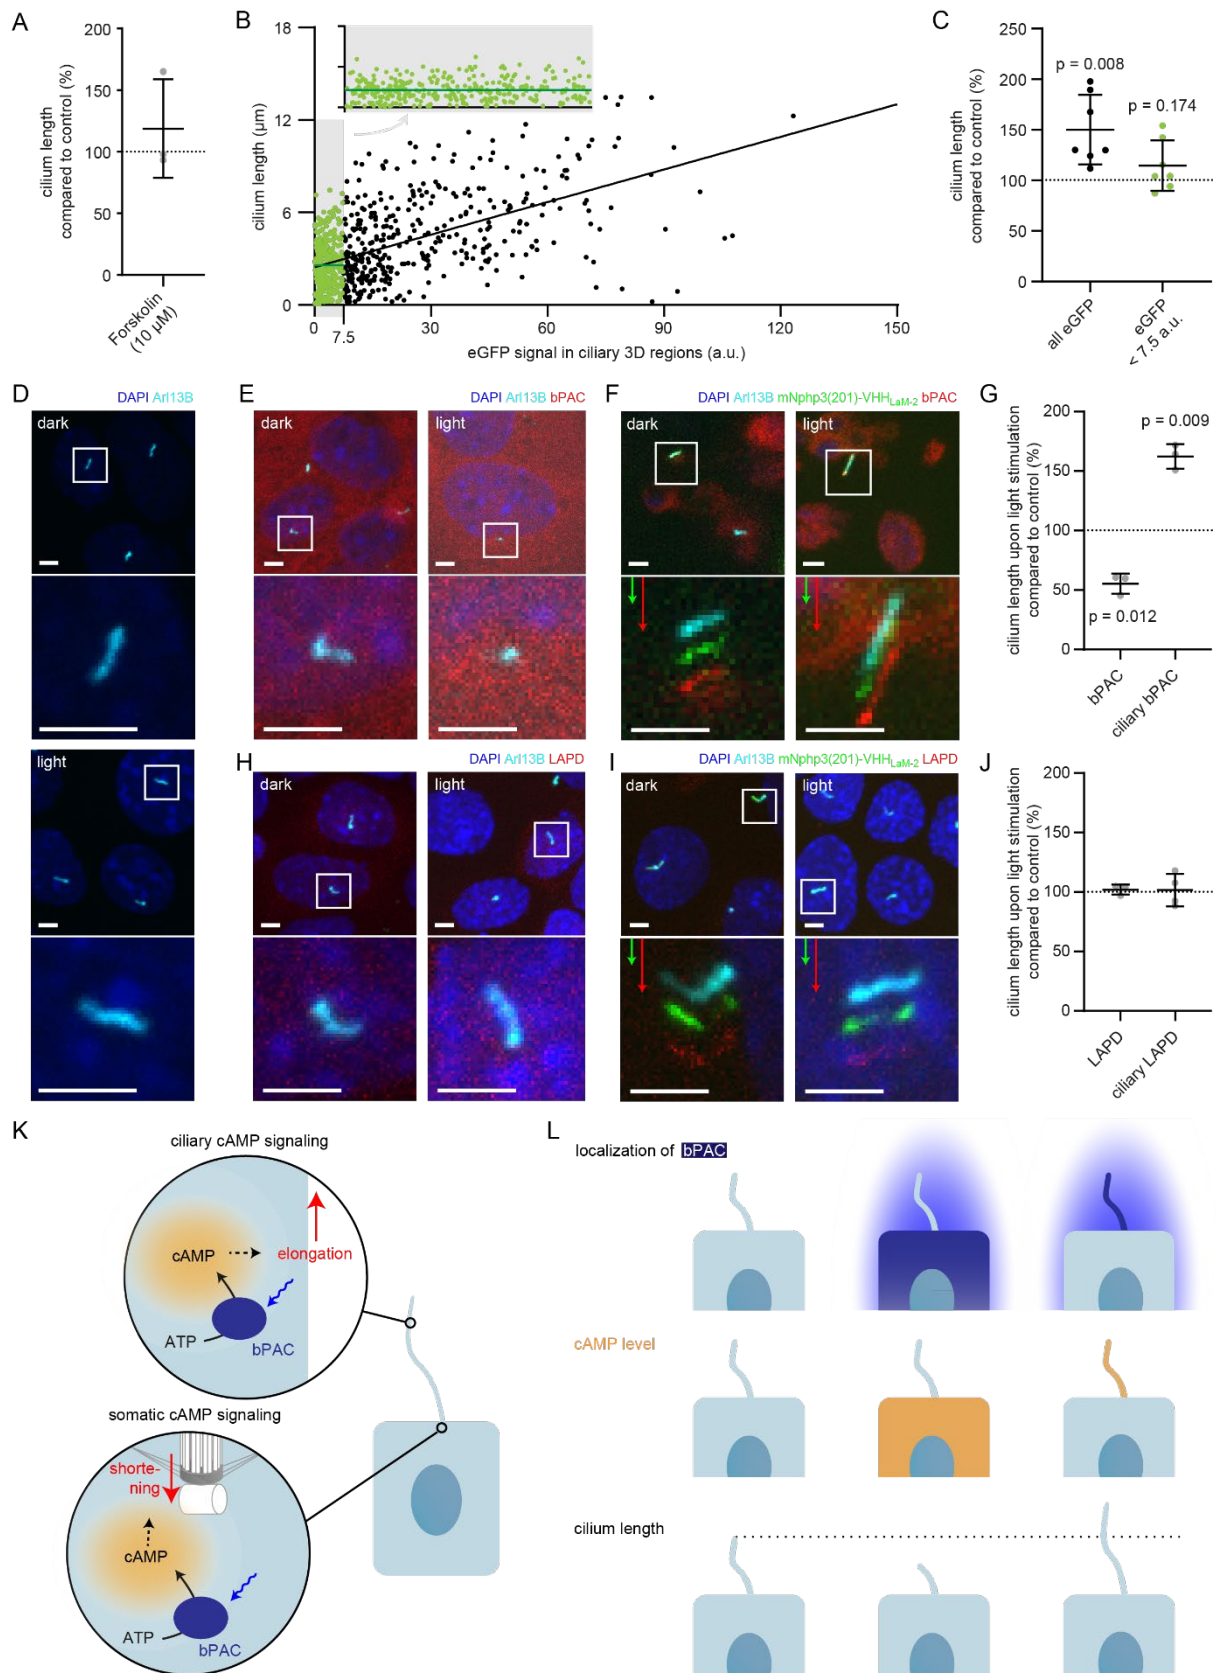 A
200
150
100
50
0
cilium length
compared to control (%)
Forskolin
(10 µM)
B
18
12
6
0
cilium length (µm)
0
7.5
30
60
90
120
150
eGFP signal in ciliary 3D regions (a.u.)
C
250
200
150
100
50
0
cilium length
compared to control (%)
p = 0.008
p = 0.174
all eGFP
eGFP
< 7.5 a.u.
D
DAPI Arl13B
dark
light
E
DAPI Arl13B bPAC
dark
light
F
DAPI Arl13B mNphp3(201)-VHHLaM-2 bPAC
dark
light
G
200
150
100
50
0
cilium length upon light stimulation
compared to control (%)
p = 0.009
p = 0.012
bPAC
ciliary bPAC
H
DAPI Arl13B LAPD
dark
light
I
DAPI Arl13B mNphp3(201)-VHHLaM-2 LAPD
dark
light
J
200
150
100
50
0
cilium length upon light stimulation
compared to control (%)
LAPD
ciliary LAPD
K
ciliary cAMP signaling
cAMP
elongation
ATP
bPAC
somatic cAMP signaling
shorte-
ning
cAMP
ATP
bPAC
L
localization of bPAC
cAMP level
cilium length